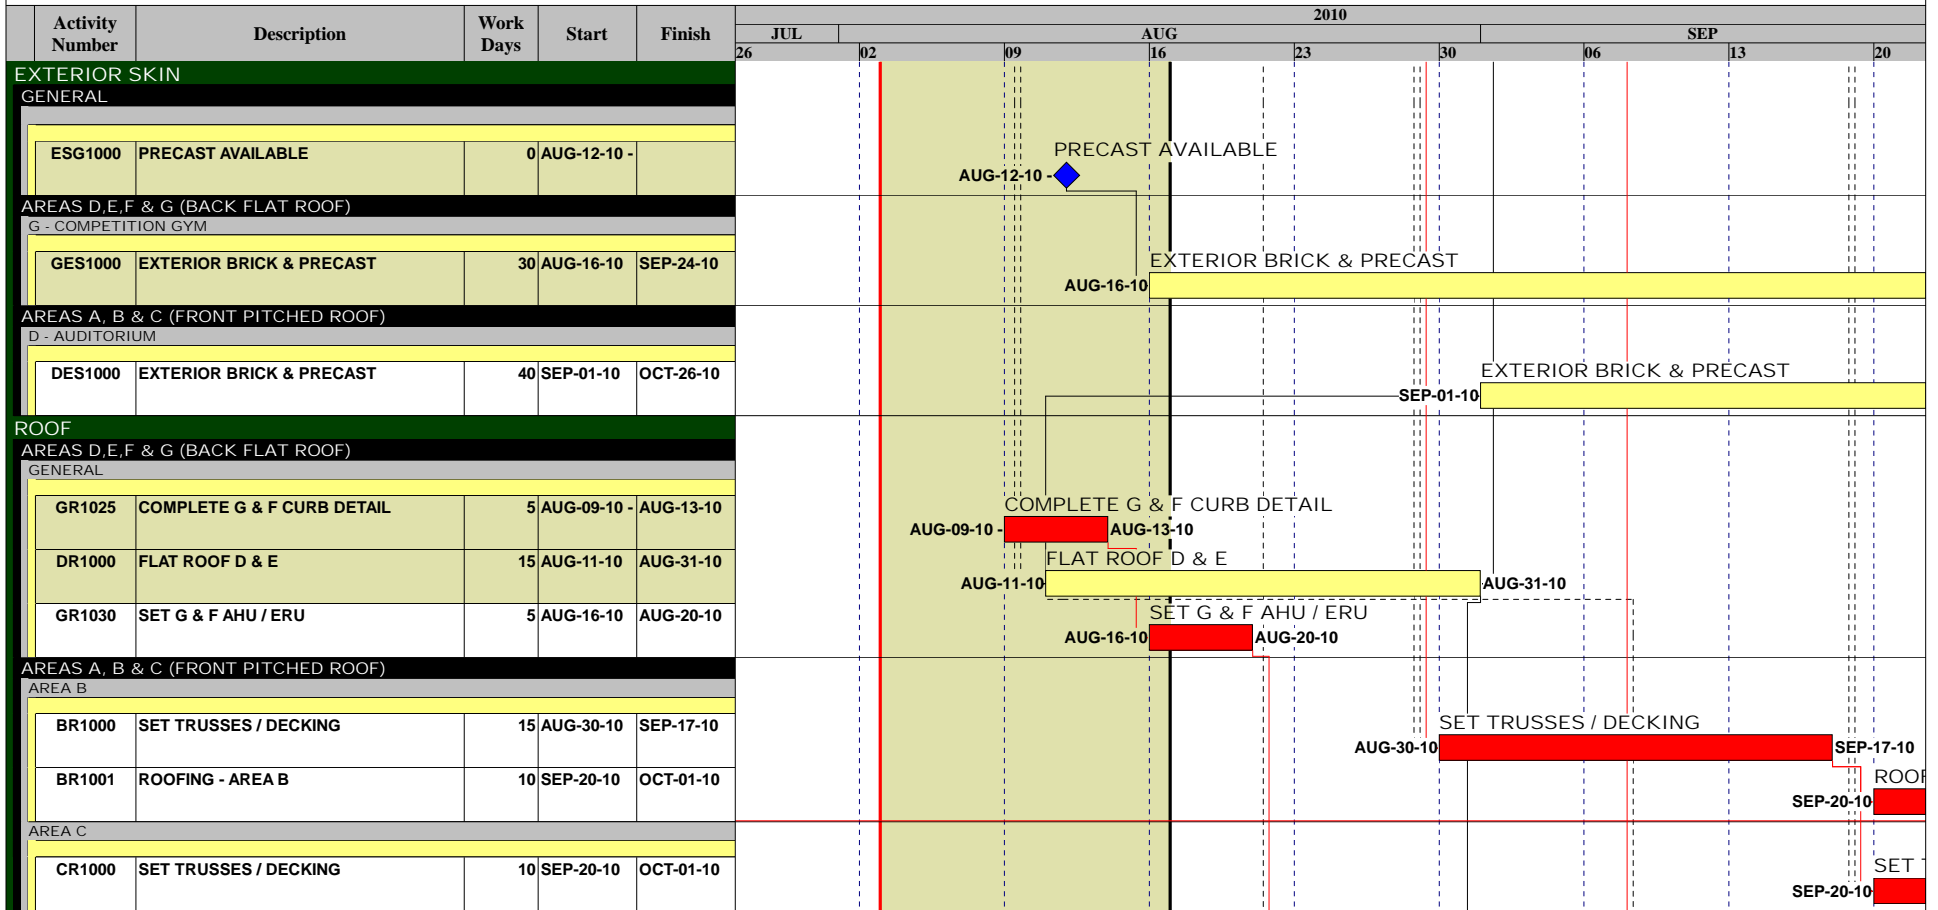 2010
Activity Number Description Work Days Start Finish JUL AUG SEP
26 02 09 16 23 30 06 13 20
EXTERIOR SKIN
GENERAL
ESG1000 PRECAST AVAILABLE 0 AUG-12-10 - PRECAST AVAILABLE
AUG-12-10 -
AREAS D,E,F & G (BACK FLAT ROOF)
G - COMPETITION GYM
GES1000 EXTERIOR BRICK & PRECAST 30 AUG-16-10 SEP-24-10 EXTERIOR BRICK & PRECAST
AUG-16-10
AREAS A, B & C (FRONT PITCHED ROOF)
D - AUDITORIUM
DES1000 EXTERIOR BRICK & PRECAST 40 SEP-01-10 OCT-26-10 EXTERIOR BRICK & PRECAST
SEP-01-10
ROOF
AREAS D,E,F & G (BACK FLAT ROOF)
GENERAL
GR1025 COMPLETE G & F CURB DETAIL 5 AUG-09-10 - AUG-13-10 COMPLETE G & F CURB DETAIL
AUG-09-10 - AUG-13-10
DR1000 FLAT ROOF D & E 15 AUG-11-10 AUG-31-10 FLAT ROOF D & E
AUG-11-10 AUG-31-10
GR1030 SET G & F AHU / ERU 5 AUG-16-10 AUG-20-10 SET G & F AHU / ERU
AUG-16-10 AUG-20-10
AREAS A, B & C (FRONT PITCHED ROOF)
AREA B
BR1000 SET TRUSSES / DECKING 15 AUG-30-10 SEP-17-10 SET TRUSSES / DECKING
AUG-30-10 SEP-17-10
BR1001 ROOFING - AREA B 10 SEP-20-10 OCT-01-10 ROOF
SEP-20-10
AREA C
CR1000 SET TRUSSES / DECKING 10 SEP-20-10 OCT-01-10 SET
SEP-20-10